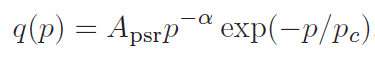 q(p) = A_psr p^{-α} exp(-p/p_c)